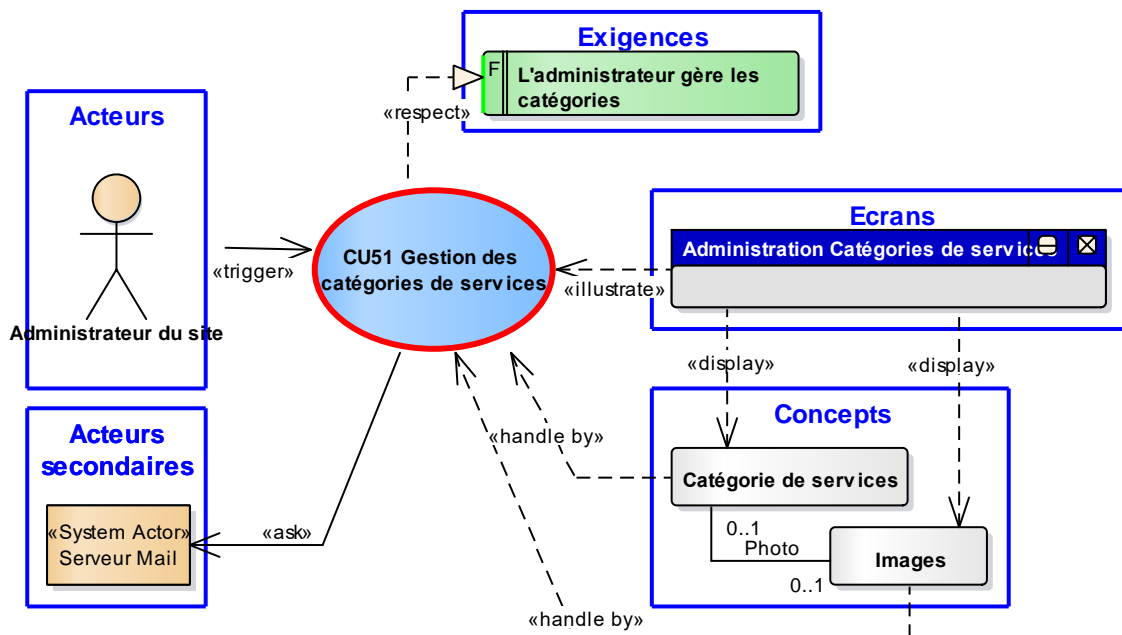 Exigences
F
L'administrateur gère les
catégories
«respect»
Acteurs
Administrateur du site
«trigger»
CU51 Gestion des
catégories de services
Ecrans
Administration Catégories de services
«illustrate»
«display»
«display»
Concepts
«handle by»
Catégorie de services
0..1
Photo
0..1
Images
Acteurs
secondaires
«System Actor»
Serveur Mail
«ask»
«handle by»